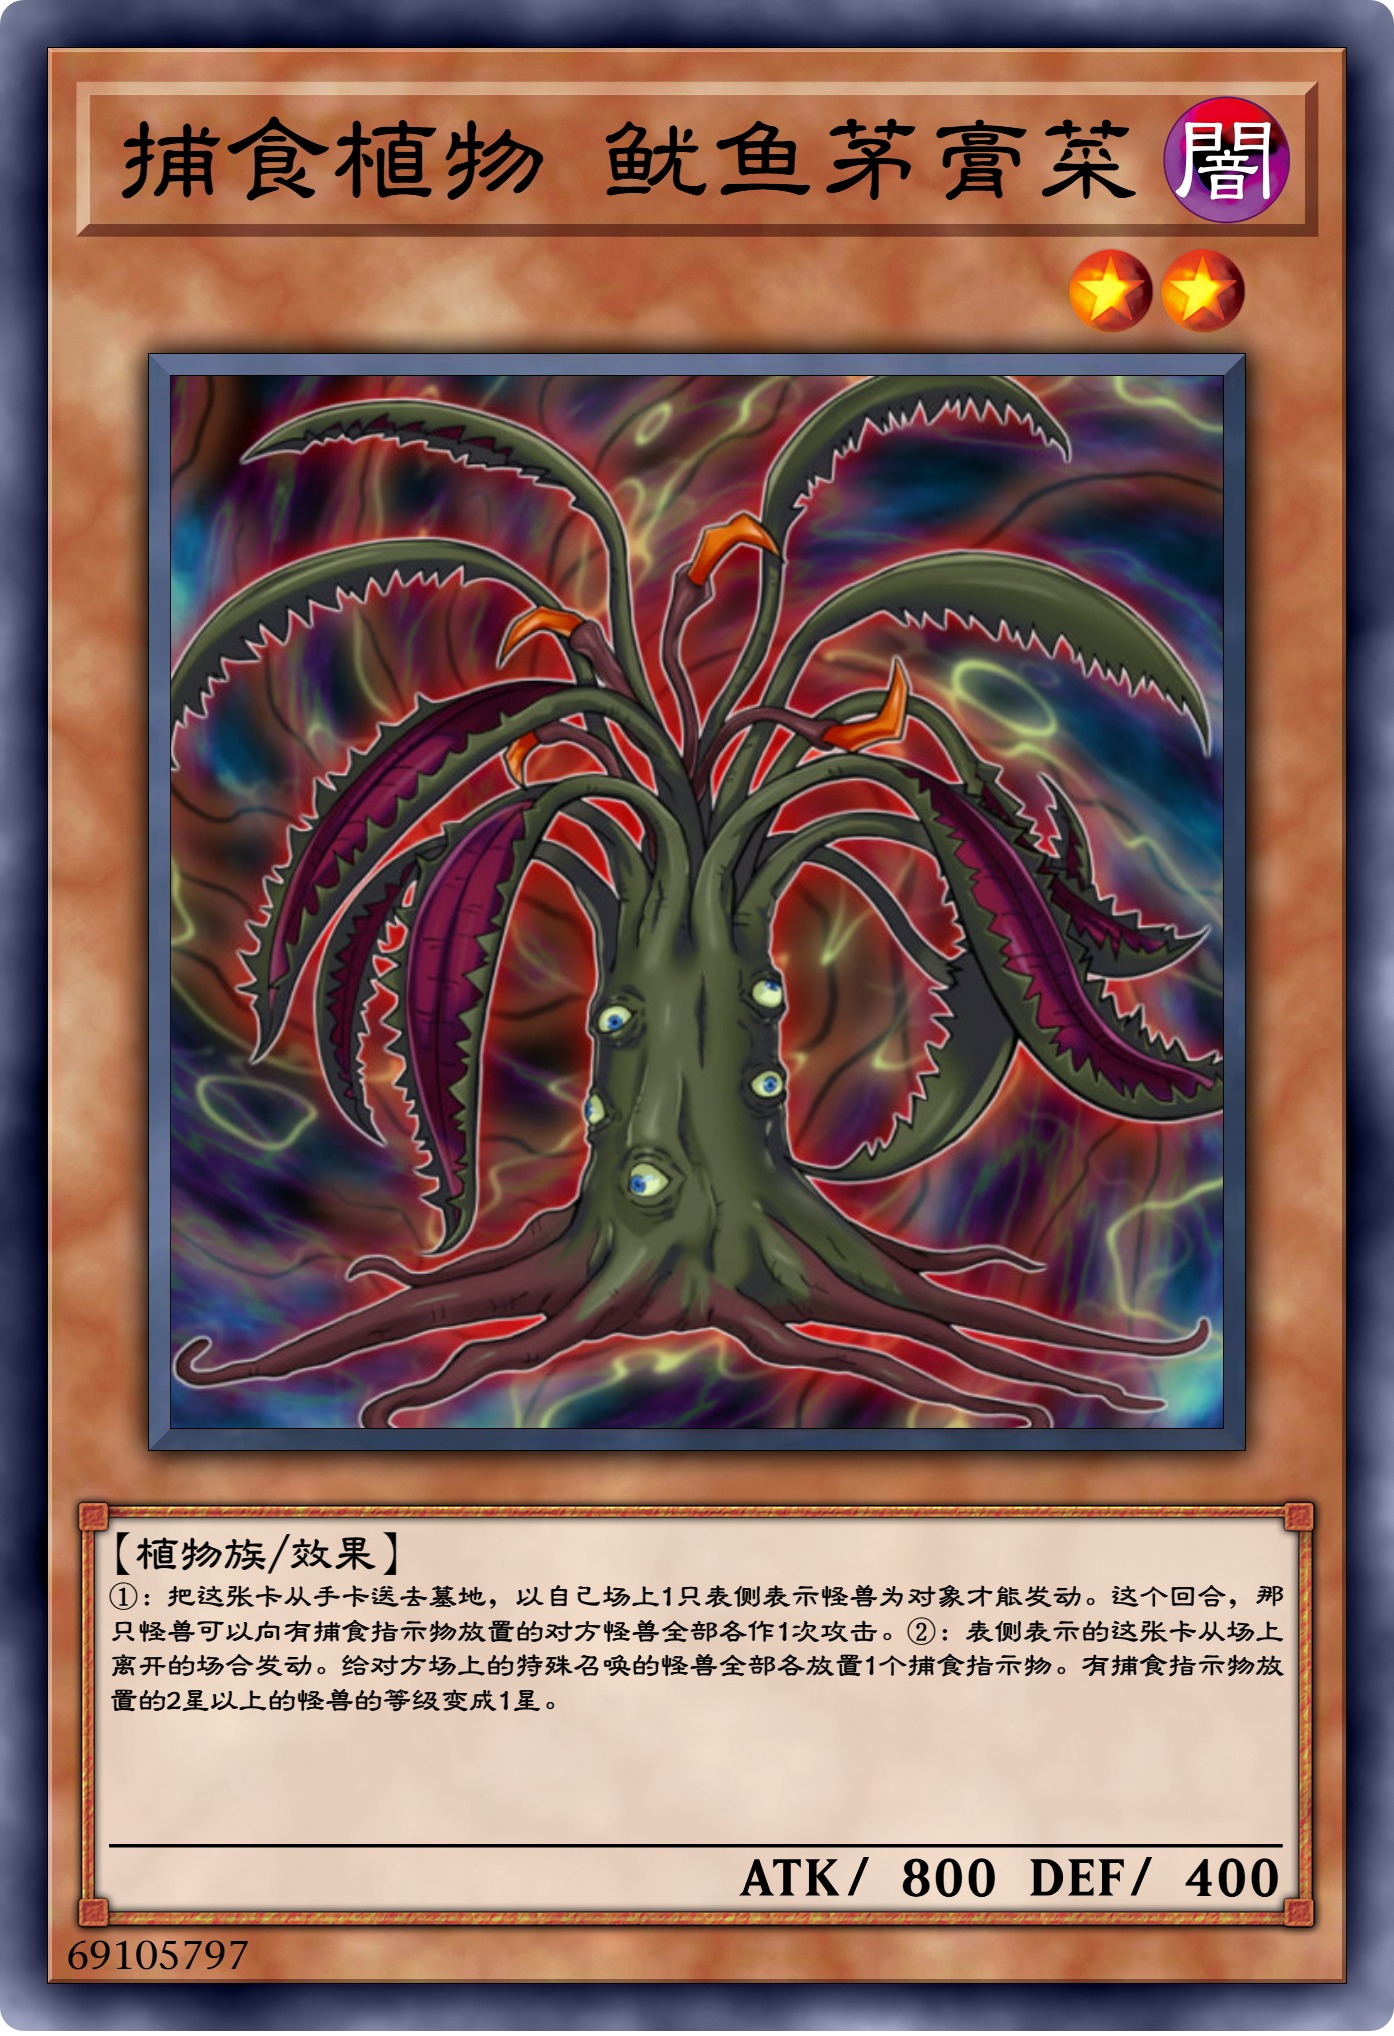 捕食植物 鱿鱼茅膏菜 闇
【植物族/效果】
①：把这张卡从手卡送去墓地，以自己场上1只表侧表示怪兽为对象才能发动。这个回合，那
只怪兽可以向有捕食指示物放置的对方怪兽全部各作1次攻击。②：表侧表示的这张卡从场上
离开的场合发动。给对方场上的特殊召唤的怪兽全部各放置1个捕食指示物。有捕食指示物放
置的2星以上的怪兽的等级变成1星。
ATK/ 800 DEF/ 400
69105797